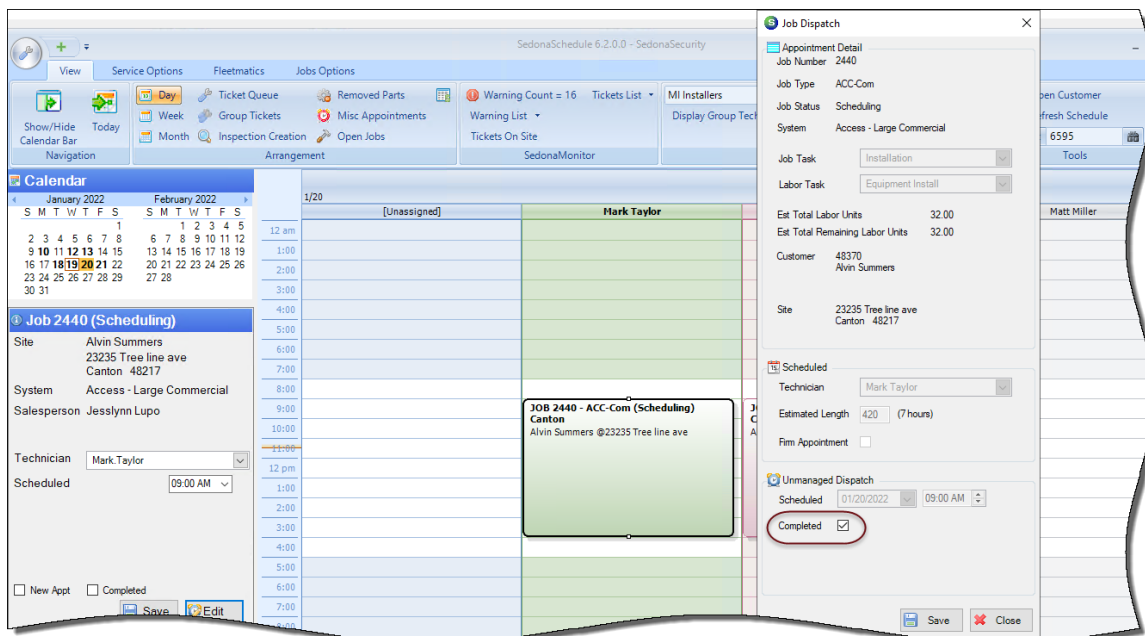 SedonaSchedule 6.2.0.0 - SedonaSecurity
View Service Options Fleetmatics Jobs Options
Show/Hide Calendar Bar
Today
Navigation
Day
Week
Month
Ticket Queue
Group Tickets
Inspection Creation
Removed Parts
Misc Appointments
Open Jobs
Arrangement
Warning Count = 16
Tickets List
Warning List
Tickets On Site
SedonaMonitor
MI Installers
Display Group Tec
pen Customer
efresh Schedule
6595
Tools
Calendar
January 2022 February 2022
S M T W T F S S M T W T F S
1 1 2 3 4 5
2 3 4 5 6 7 8 6 7 8 9 10 11 12
9 10 11 12 13 14 15 13 14 15 16 17 18 19
16 17 18 19 20 21 22 20 21 22 23 24 25 26
23 24 25 26 27 28 29 27 28
30 31
Job 2440 (Scheduling)
Site Alvin Summers
23235 Tree line ave
Canton 48217
System Access - Large Commercial
Salesperson Jesslynn Lupo
Technician Mark.Taylor
Scheduled 09:00 AM
New Appt Completed
Save Edit
1/20
[Unassigned] Mark Taylor Matt Miller
12 am
1:00
2:00
3:00
4:00
5:00
6:00
7:00
8:00
9:00
10:00
11:00
12 pm
1:00
2:00
3:00
4:00
5:00
6:00
7:00
8:00
JOB 2440 - ACC-Com (Scheduling)
Canton
Alvin Summers @23235 Tree line ave
Job Dispatch
Appointment Detail
Job Number 2440
Job Type ACC-Com
Job Status Scheduling
System Access - Large Commercial
Job Task Installation
Labor Task Equipment Install
Est Total Labor Units 32.00
Est Total Remaining Labor Units 32.00
Customer 48370
Alvin Summers
Site 23235 Tree line ave
Canton 48217
Scheduled
Technician Mark Taylor
Estimated Length 420 (7 hours)
Firm Appointment
Unmanaged Dispatch
Scheduled 01/20/2022 09:00 AM
Completed
Save Close